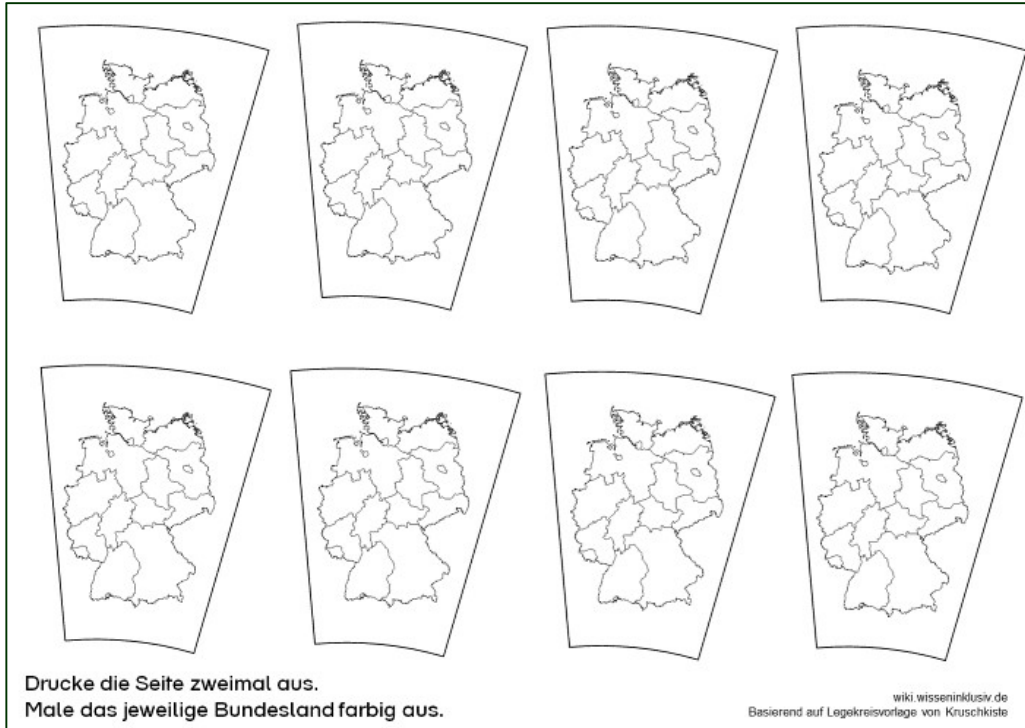 Drucke die Seite zweimal aus.
Male das jeweilige Bundesland farbig aus.
wiki.wisseninklusiv.de
Basierend auf Legekreisvorlage von Kruschkiste